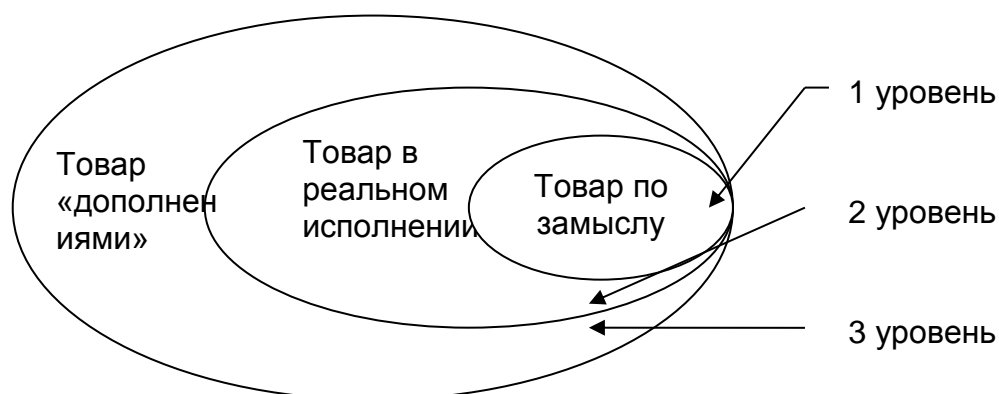 Товар
«дополнен
иями»
Товар в
реальном
исполнении
Товар по
замыслу
1 уровень
2 уровень
3 уровень